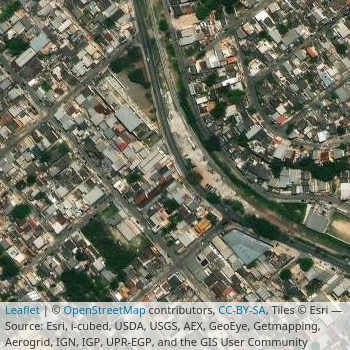 Leaflet | © OpenStreetMap contributors, CC-BY-SA, Tiles © Esri —
Source: Esri, i-cubed, USDA, USGS, AEX, GeoEye, Getmapping,
Aerogrid, IGN, IGP, UPR-EGP, and the GIS User Community